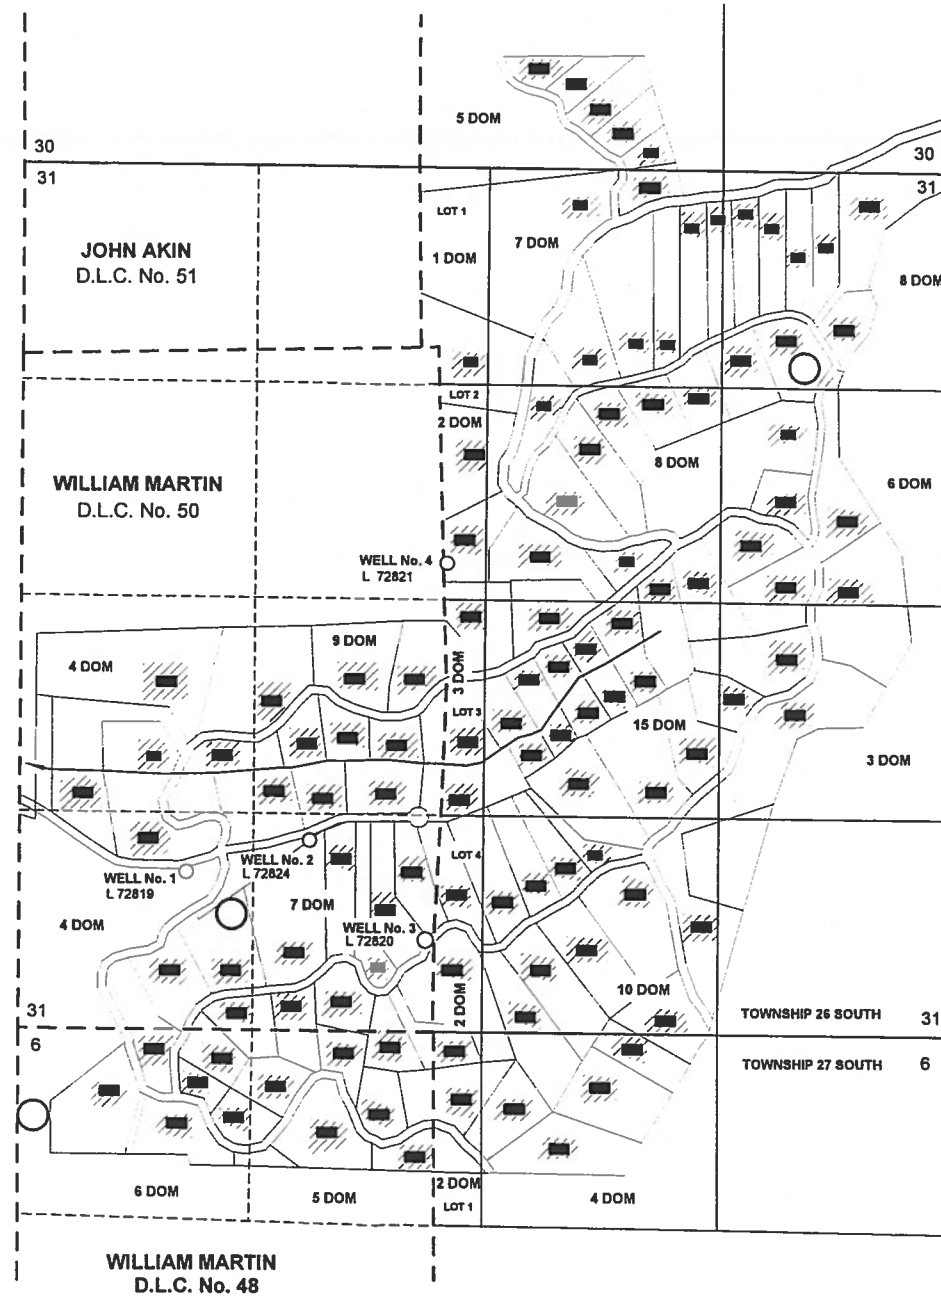 5 DOM
30
30
31
31
LOT 1
JOHN AKIN
D.L.C. No. 51
7 DOM
1 DOM
8 DOM
LOT 2
2 DOM
8 DOM
WILLIAM MARTIN
D.L.C. No. 50
6 DOM
WELL No. 4
L 72821
9 DOM
4 DOM
3 DOM
LOT 3
15 DOM
3 DOM
LOT 4
WELL No. 2
L 72824
WELL No. 1
L 72819
7 DOM
4 DOM
WELL No. 3
L 72820
10 DOM
2 DOM
31
TOWNSHIP 26 SOUTH
31
6
TOWNSHIP 27 SOUTH
6
2 DOM
6 DOM
5 DOM
4 DOM
LOT 1
WILLIAM MARTIN
D.L.C. No. 48